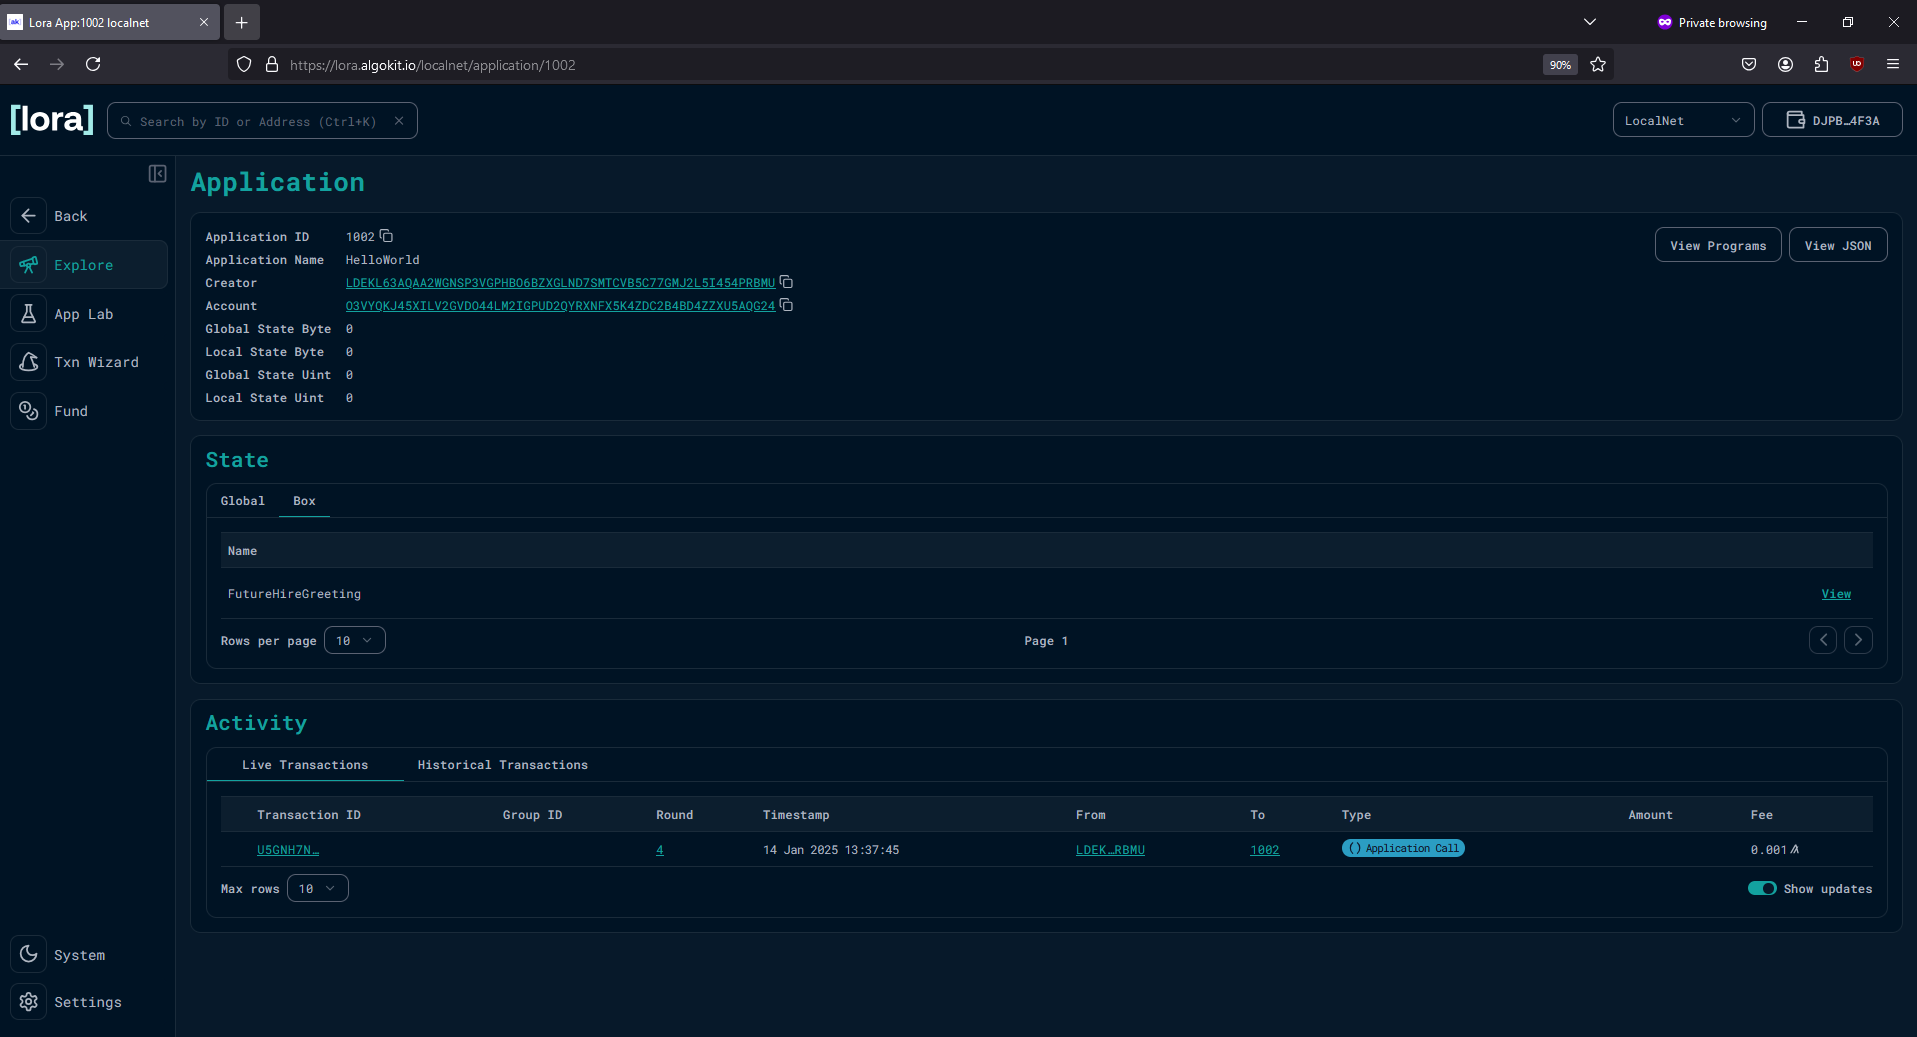 Lora App:1002 localnet
Private browsing
https://lora.algokit.io/localnet/application/1002
90%
[lora]
Search by ID or Address (Ctrl+K)
LocalNet
DJPB…4F3A
Back
Explore
App Lab
Txn Wizard
Fund
System
Settings
Application
View Programs
View JSON
Application ID 1002
Application Name HelloWorld
Creator LDEKL63AQAA2WGNSP3VGPHBO6BZXGLND7SMTCVB5C77GMJ2L5I454PRBMU
Account O3VYQKJ45XILV2GVDO44LM2IGPUD2QYRXNFX5K4ZDC2B4BD4ZZXU5AQG24
Global State Byte 0
Local State Byte 0
Global State Uint 0
Local State Uint 0
State
Global Box
Name
FutureHireGreeting View
Rows per page 10 Page 1
Activity
Live Transactions Historical Transactions
Transaction ID Group ID Round Timestamp From To Type Amount Fee
U5GNH7N… 4 14 Jan 2025 13:37:45 LDEK…RBMU 1002 () Application Call 0.001
Max rows 10 Show updates